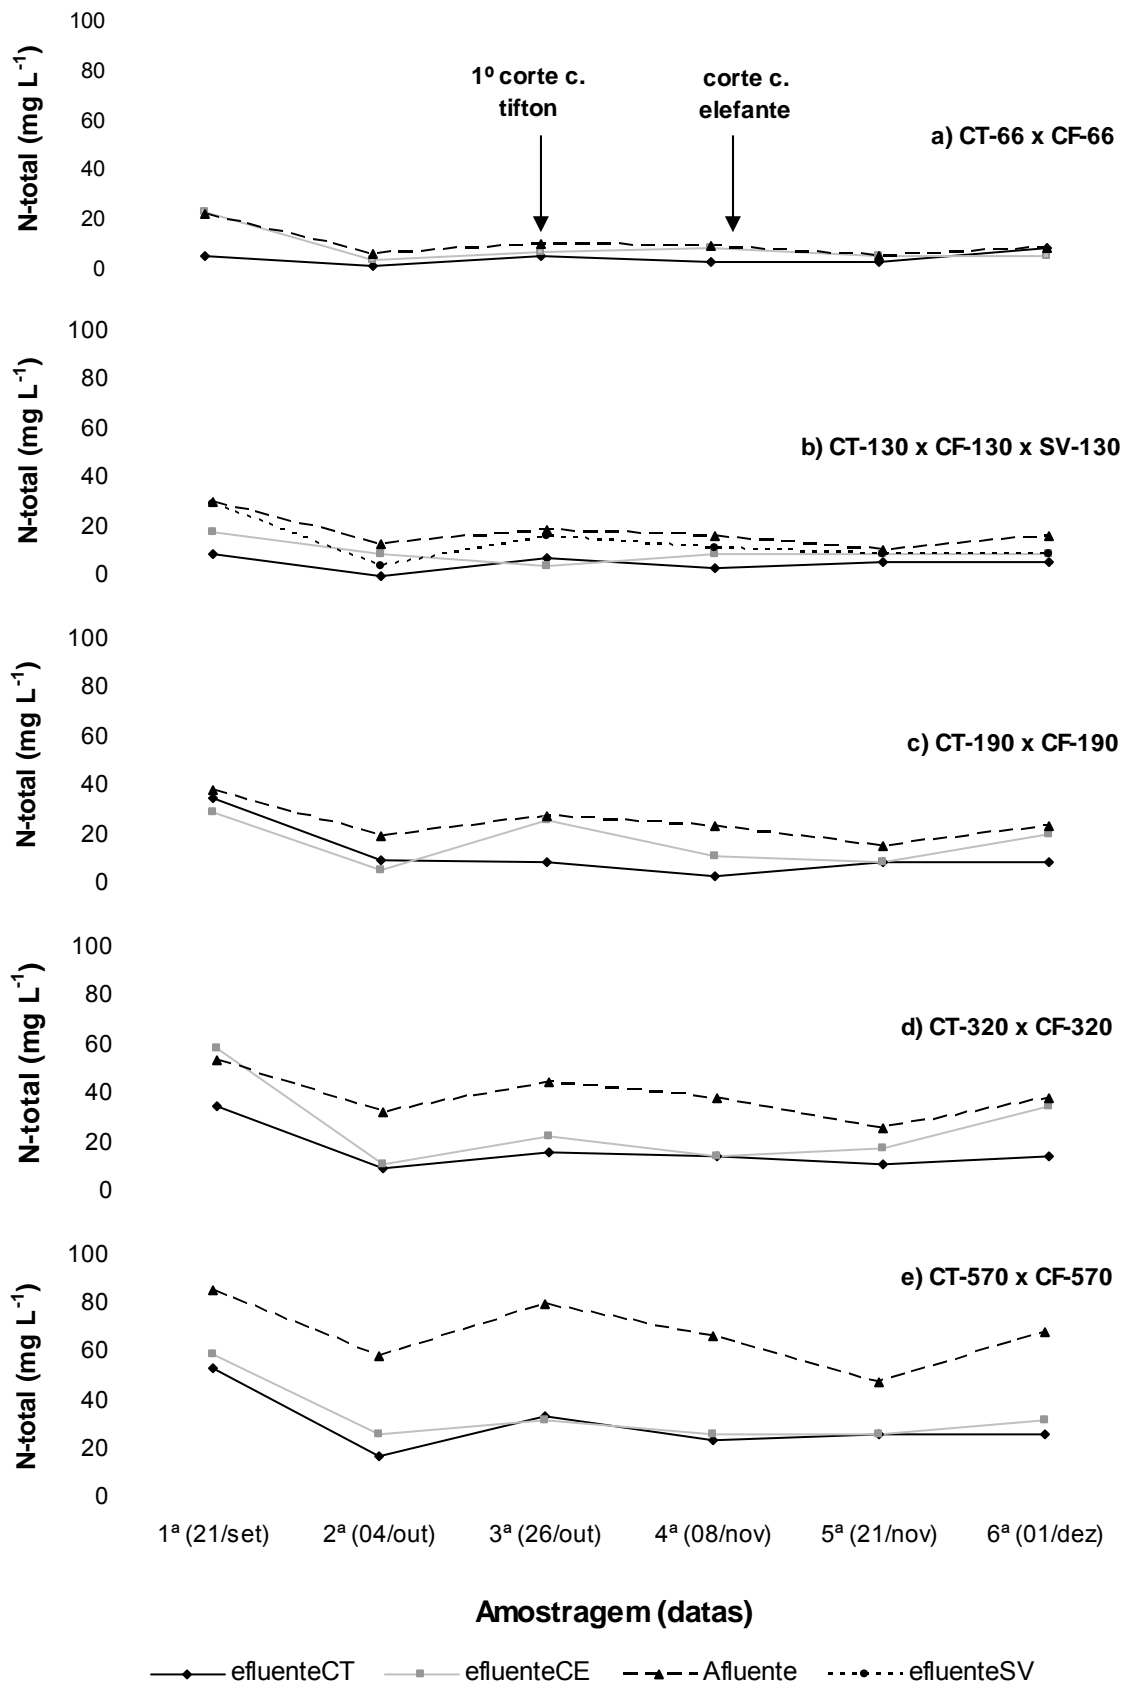 100
80
60
40
20
0
N-total (mg L-1)
1º corte c.
tifton
corte c.
elefante
a) CT-66 x CF-66
100
80
60
40
20
0
N-total (mg L-1)
b) CT-130 x CF-130 x SV-130
100
80
60
40
20
0
N-total (mg L-1)
c) CT-190 x CF-190
100
80
60
40
20
0
N-total (mg L-1)
d) CT-320 x CF-320
100
80
60
40
20
0
N-total (mg L-1)
e) CT-570 x CF-570
1ª (21/set) 2ª (04/out) 3ª (26/out) 4ª (08/nov) 5ª (21/nov) 6ª (01/dez)
Amostragem (datas)
efluenteCT efluenteCE Afluente efluenteSV